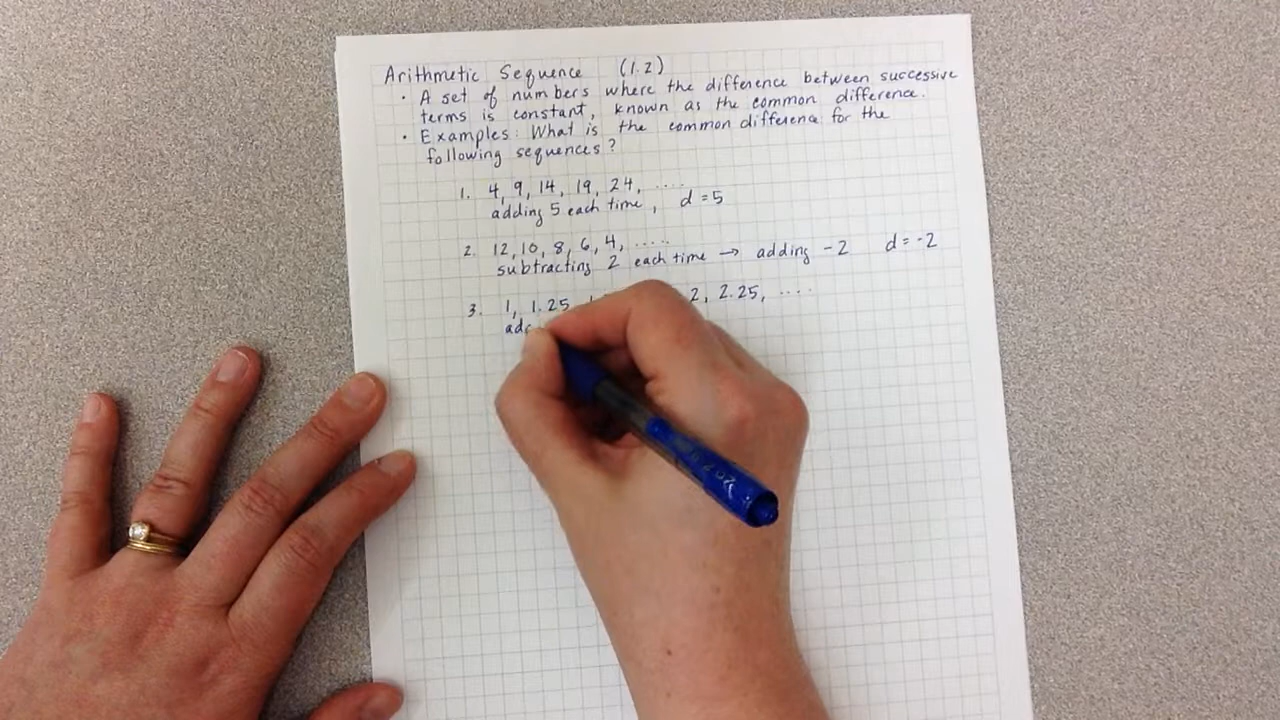 Arithmetic Sequence (1.2)
• A set of numbers where the difference between successive
terms is constant, known as the common difference.
• Examples: What is the common difference for the
following sequences?
1. 4, 9, 14, 19, 24, ....
adding 5 each time, d = 5
2. 12, 10, 8, 6, 4, .....
subtracting 2 each time → adding -2 d = -2
3. 1, 1.25 2, 2.25, ....